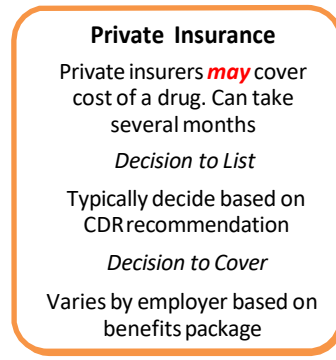 Private Insurance
Private insurers may cover
cost of a drug. Can take
several months
Decision to List
Typically decide based on
CDR recommendation
Decision to Cover
Varies by employer based on
benefits package